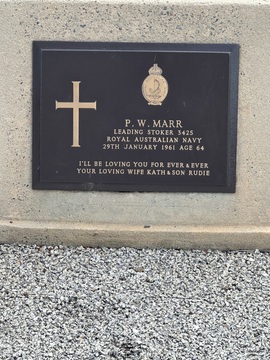 P. W. MARR
LEADING STOKER 5425
ROYAL AUSTRALIAN NAVY
29TH JANUARY 1961 AGE 64
I'LL BE LOVING YOU FOR EVER & EVER
YOUR LOVING WIFE KATH & SON RUDIE